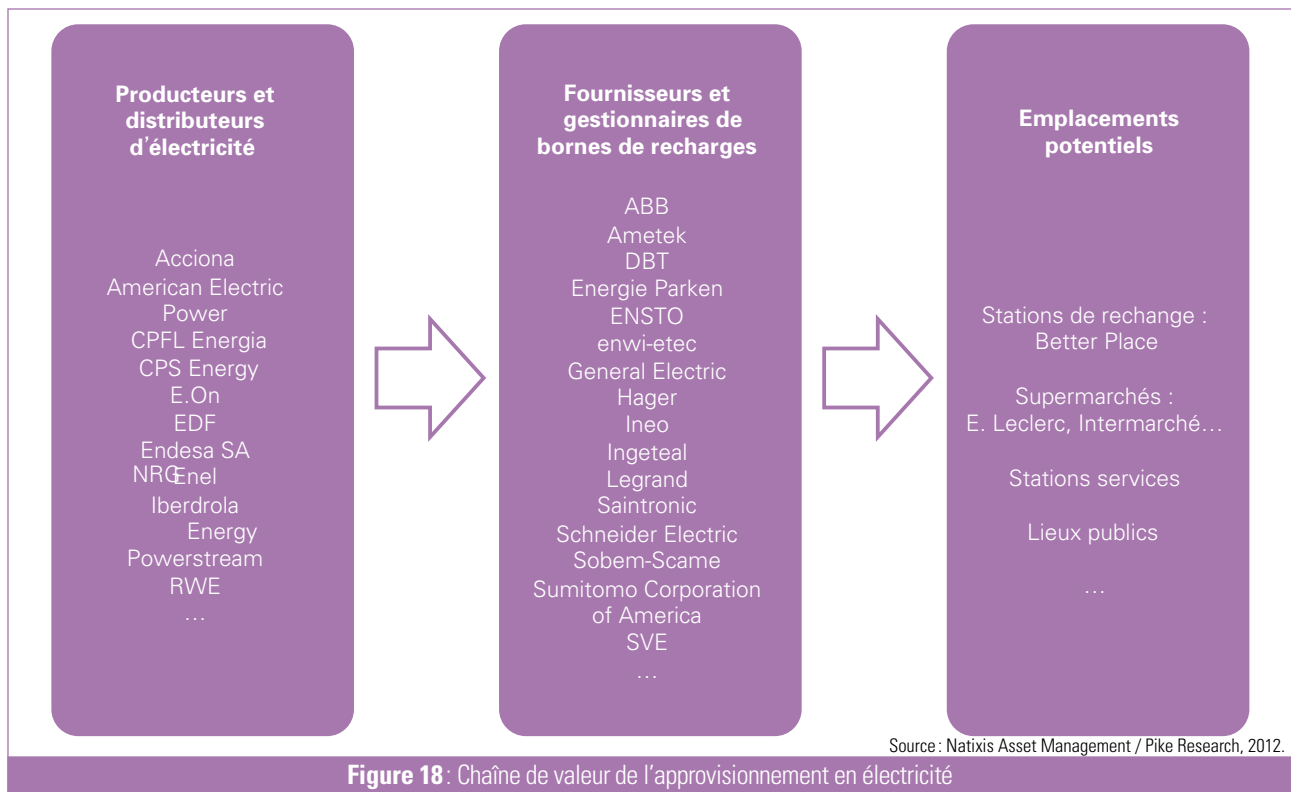 Producteurs et
distributeurs
d'électricité
Acciona
American Electric
Power
CPFL Energia
CPS Energy
E.On
EDF
Endesa SA
NRG Enel
Iberdrola
Energy
Powerstream
RWE
…
Fournisseurs et
gestionnaires de
bornes de recharges
ABB
Ametek
DBT
Energie Parken
ENSTO
enwi-etec
General Electric
Hager
Ineo
Ingeteal
Legrand
Saintronic
Schneider Electric
Sobem-Scame
Sumitomo Corporation
of America
SVE
…
Emplacements
potentiels
Stations de rechange :
Better Place
Supermarchés :
E. Leclerc, Intermarché…
Stations services
Lieux publics
…
Source : Natixis Asset Management / Pike Research, 2012.
Figure 18 : Chaîne de valeur de l'approvisionnement en électricité